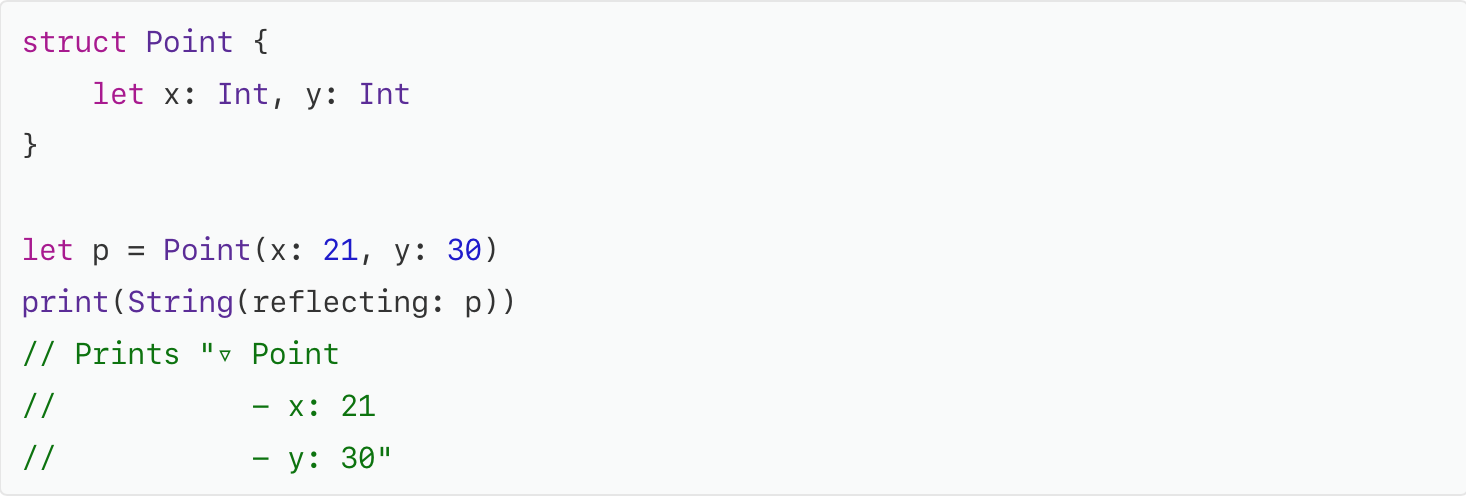 struct Point {
    let x: Int, y: Int
}

let p = Point(x: 21, y: 30)
print(String(reflecting: p))
// Prints "▿ Point
//           - x: 21
//           - y: 30"